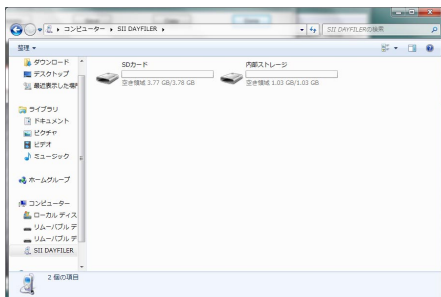 コンピューター ▸ SII DAYFILER ▸
SII DAYFILERの検索
整理 ▾
ダウンロード
デスクトップ
最近表示した場所
ライブラリ
ドキュメント
ピクチャ
ビデオ
ミュージック
ホームグループ
コンピューター
ローカル ディス
リムーバブル デ
リムーバブル デ
SII DAYFILER
SDカード
空き領域 3.77 GB/3.78 GB
内部ストレージ
空き領域 1.03 GB/1.03 GB
2 個の項目